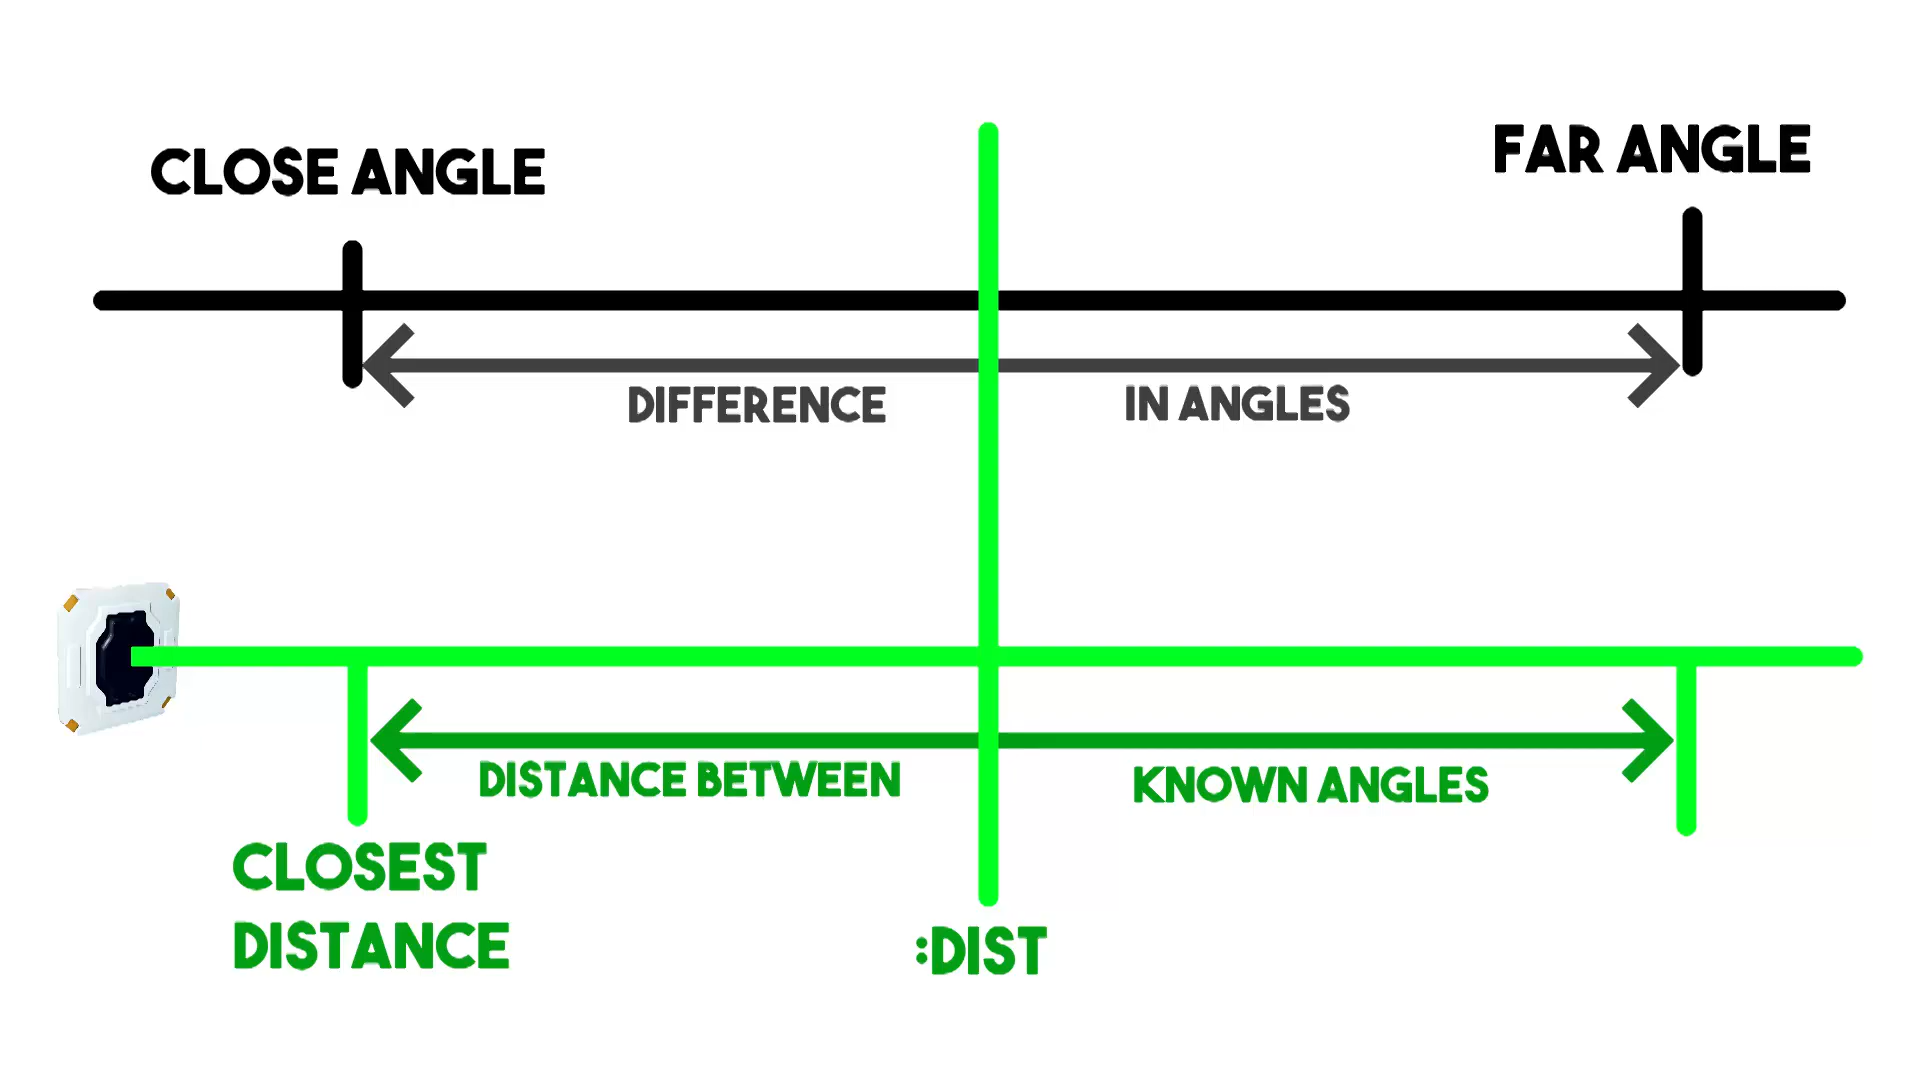 CLOSE ANGLE
FAR ANGLE
DIFFERENCE IN ANGLES
DISTANCE BETWEEN KNOWN ANGLES
CLOSEST
DISTANCE
:DIST